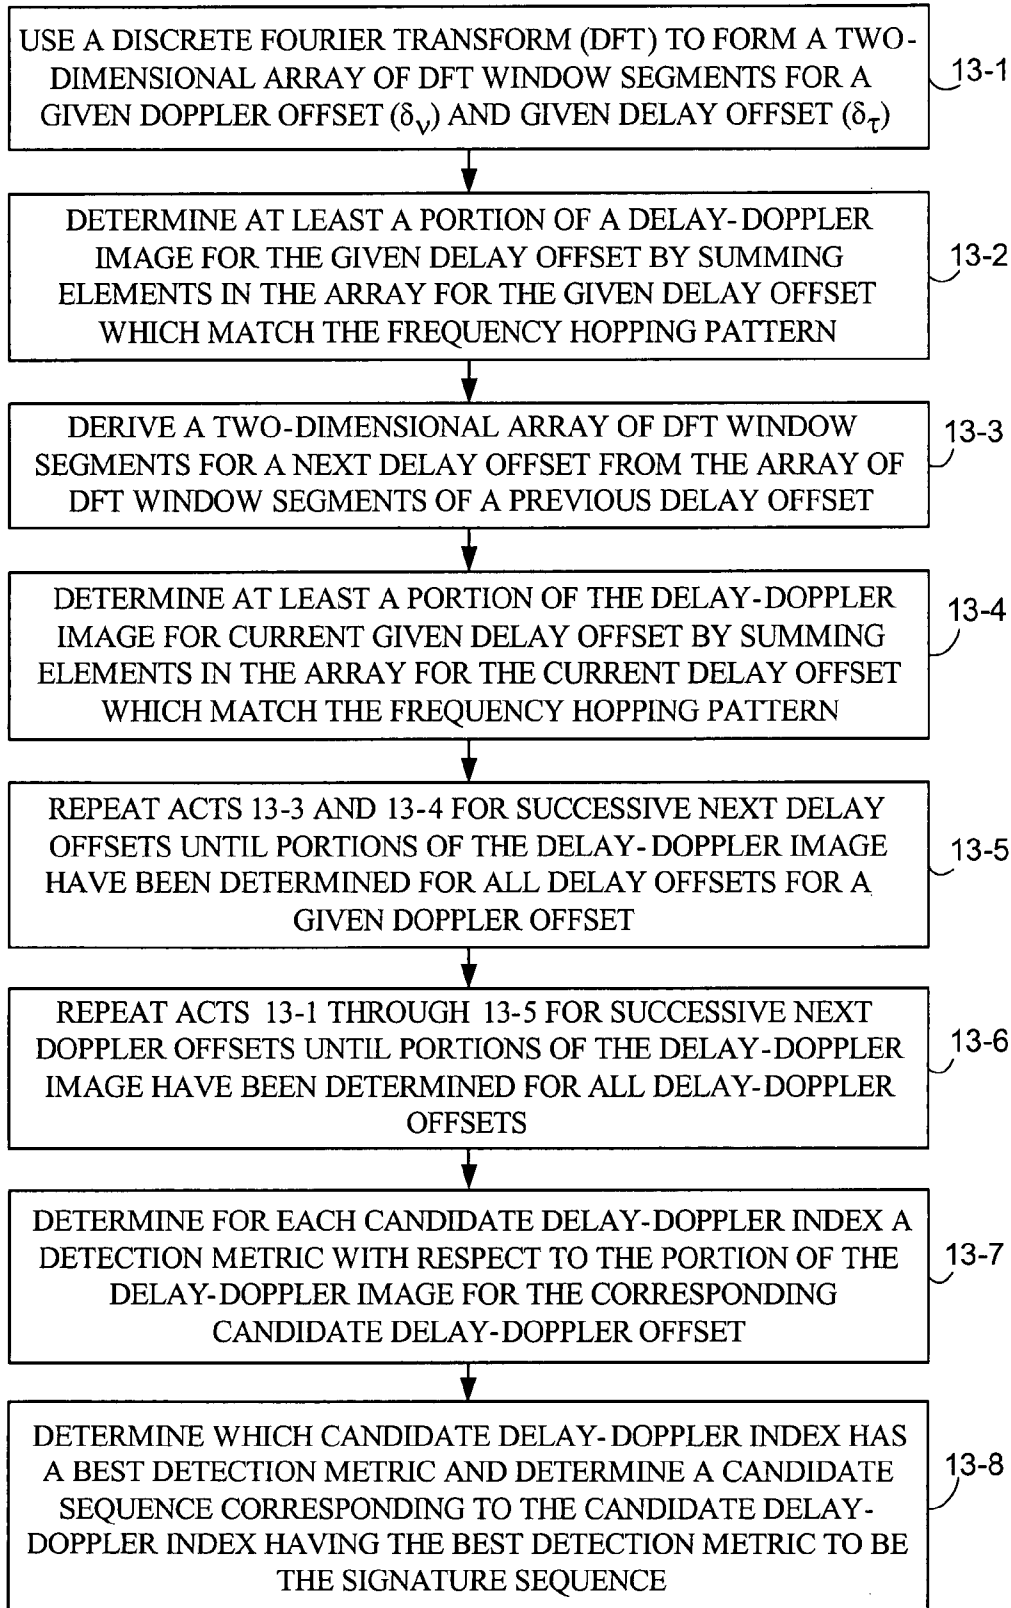 USE A DISCRETE FOURIER TRANSFORM (DFT) TO FORM A TWO-
DIMENSIONAL ARRAY OF DFT WINDOW SEGMENTS FOR A
GIVEN DOPPLER OFFSET (δν) AND GIVEN DELAY OFFSET (δτ)
13-1
DETERMINE AT LEAST A PORTION OF A DELAY-DOPPLER
IMAGE FOR THE GIVEN DELAY OFFSET BY SUMMING
ELEMENTS IN THE ARRAY FOR THE GIVEN DELAY OFFSET
WHICH MATCH THE FREQUENCY HOPPING PATTERN
13-2
DERIVE A TWO-DIMENSIONAL ARRAY OF DFT WINDOW
SEGMENTS FOR A NEXT DELAY OFFSET FROM THE ARRAY OF
DFT WINDOW SEGMENTS OF A PREVIOUS DELAY OFFSET
13-3
DETERMINE AT LEAST A PORTION OF THE DELAY-DOPPLER
IMAGE FOR CURRENT GIVEN DELAY OFFSET BY SUMMING
ELEMENTS IN THE ARRAY FOR THE CURRENT DELAY OFFSET
WHICH MATCH THE FREQUENCY HOPPING PATTERN
13-4
REPEAT ACTS 13-3 AND 13-4 FOR SUCCESSIVE NEXT DELAY
OFFSETS UNTIL PORTIONS OF THE DELAY-DOPPLER IMAGE
HAVE BEEN DETERMINED FOR ALL DELAY OFFSETS FOR A
GIVEN DOPPLER OFFSET
13-5
REPEAT ACTS 13-1 THROUGH 13-5 FOR SUCCESSIVE NEXT
DOPPLER OFFSETS UNTIL PORTIONS OF THE DELAY-DOPPLER
IMAGE HAVE BEEN DETERMINED FOR ALL DELAY-DOPPLER
OFFSETS
13-6
DETERMINE FOR EACH CANDIDATE DELAY-DOPPLER INDEX A
DETECTION METRIC WITH RESPECT TO THE PORTION OF THE
DELAY-DOPPLER IMAGE FOR THE CORRESPONDING
CANDIDATE DELAY-DOPPLER OFFSET
13-7
DETERMINE WHICH CANDIDATE DELAY-DOPPLER INDEX HAS
A BEST DETECTION METRIC AND DETERMINE A CANDIDATE
SEQUENCE CORRESPONDING TO THE CANDIDATE DELAY-
DOPPLER INDEX HAVING THE BEST DETECTION METRIC TO BE
THE SIGNATURE SEQUENCE
13-8